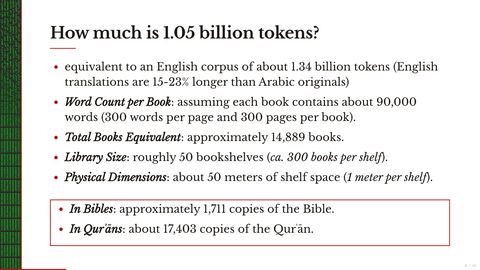 How much is 1.05 billion tokens?
• equivalent to an English corpus of about 1.34 billion tokens (English
translations are 15-23% longer than Arabic originals)
• Word Count per Book: assuming each book contains about 90,000
words (300 words per page and 300 pages per book).
• Total Books Equivalent: approximately 14,889 books.
• Library Size: roughly 50 bookshelves (ca. 300 books per shelf).
• Physical Dimensions: about 50 meters of shelf space (1 meter per shelf).
• In Bibles: approximately 1,711 copies of the Bible.
• In Qurʾāns: about 17,403 copies of the Qurʾān.